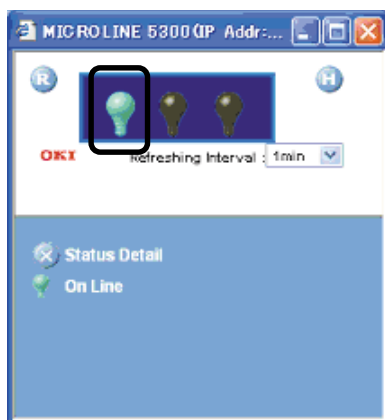 MICROLINE 5300(IP Addr:...
R
H
OKI
Refreshing Interval : 1min
Status Detail
On Line